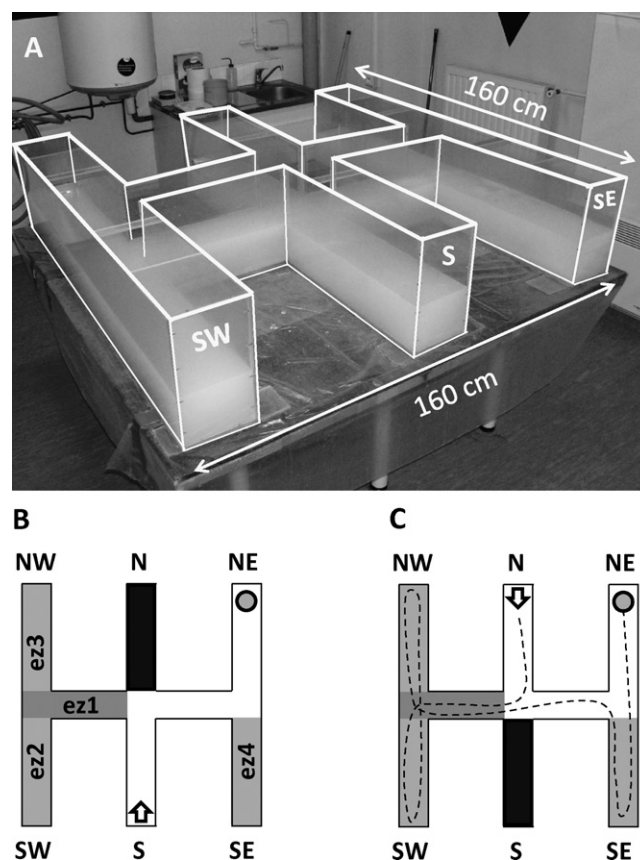 A
160 cm
SE
S
SW
160 cm
B
C
NW N NE
NW N NE
ez3
ez1
ez2
ez4
SW S SE
SW S SE